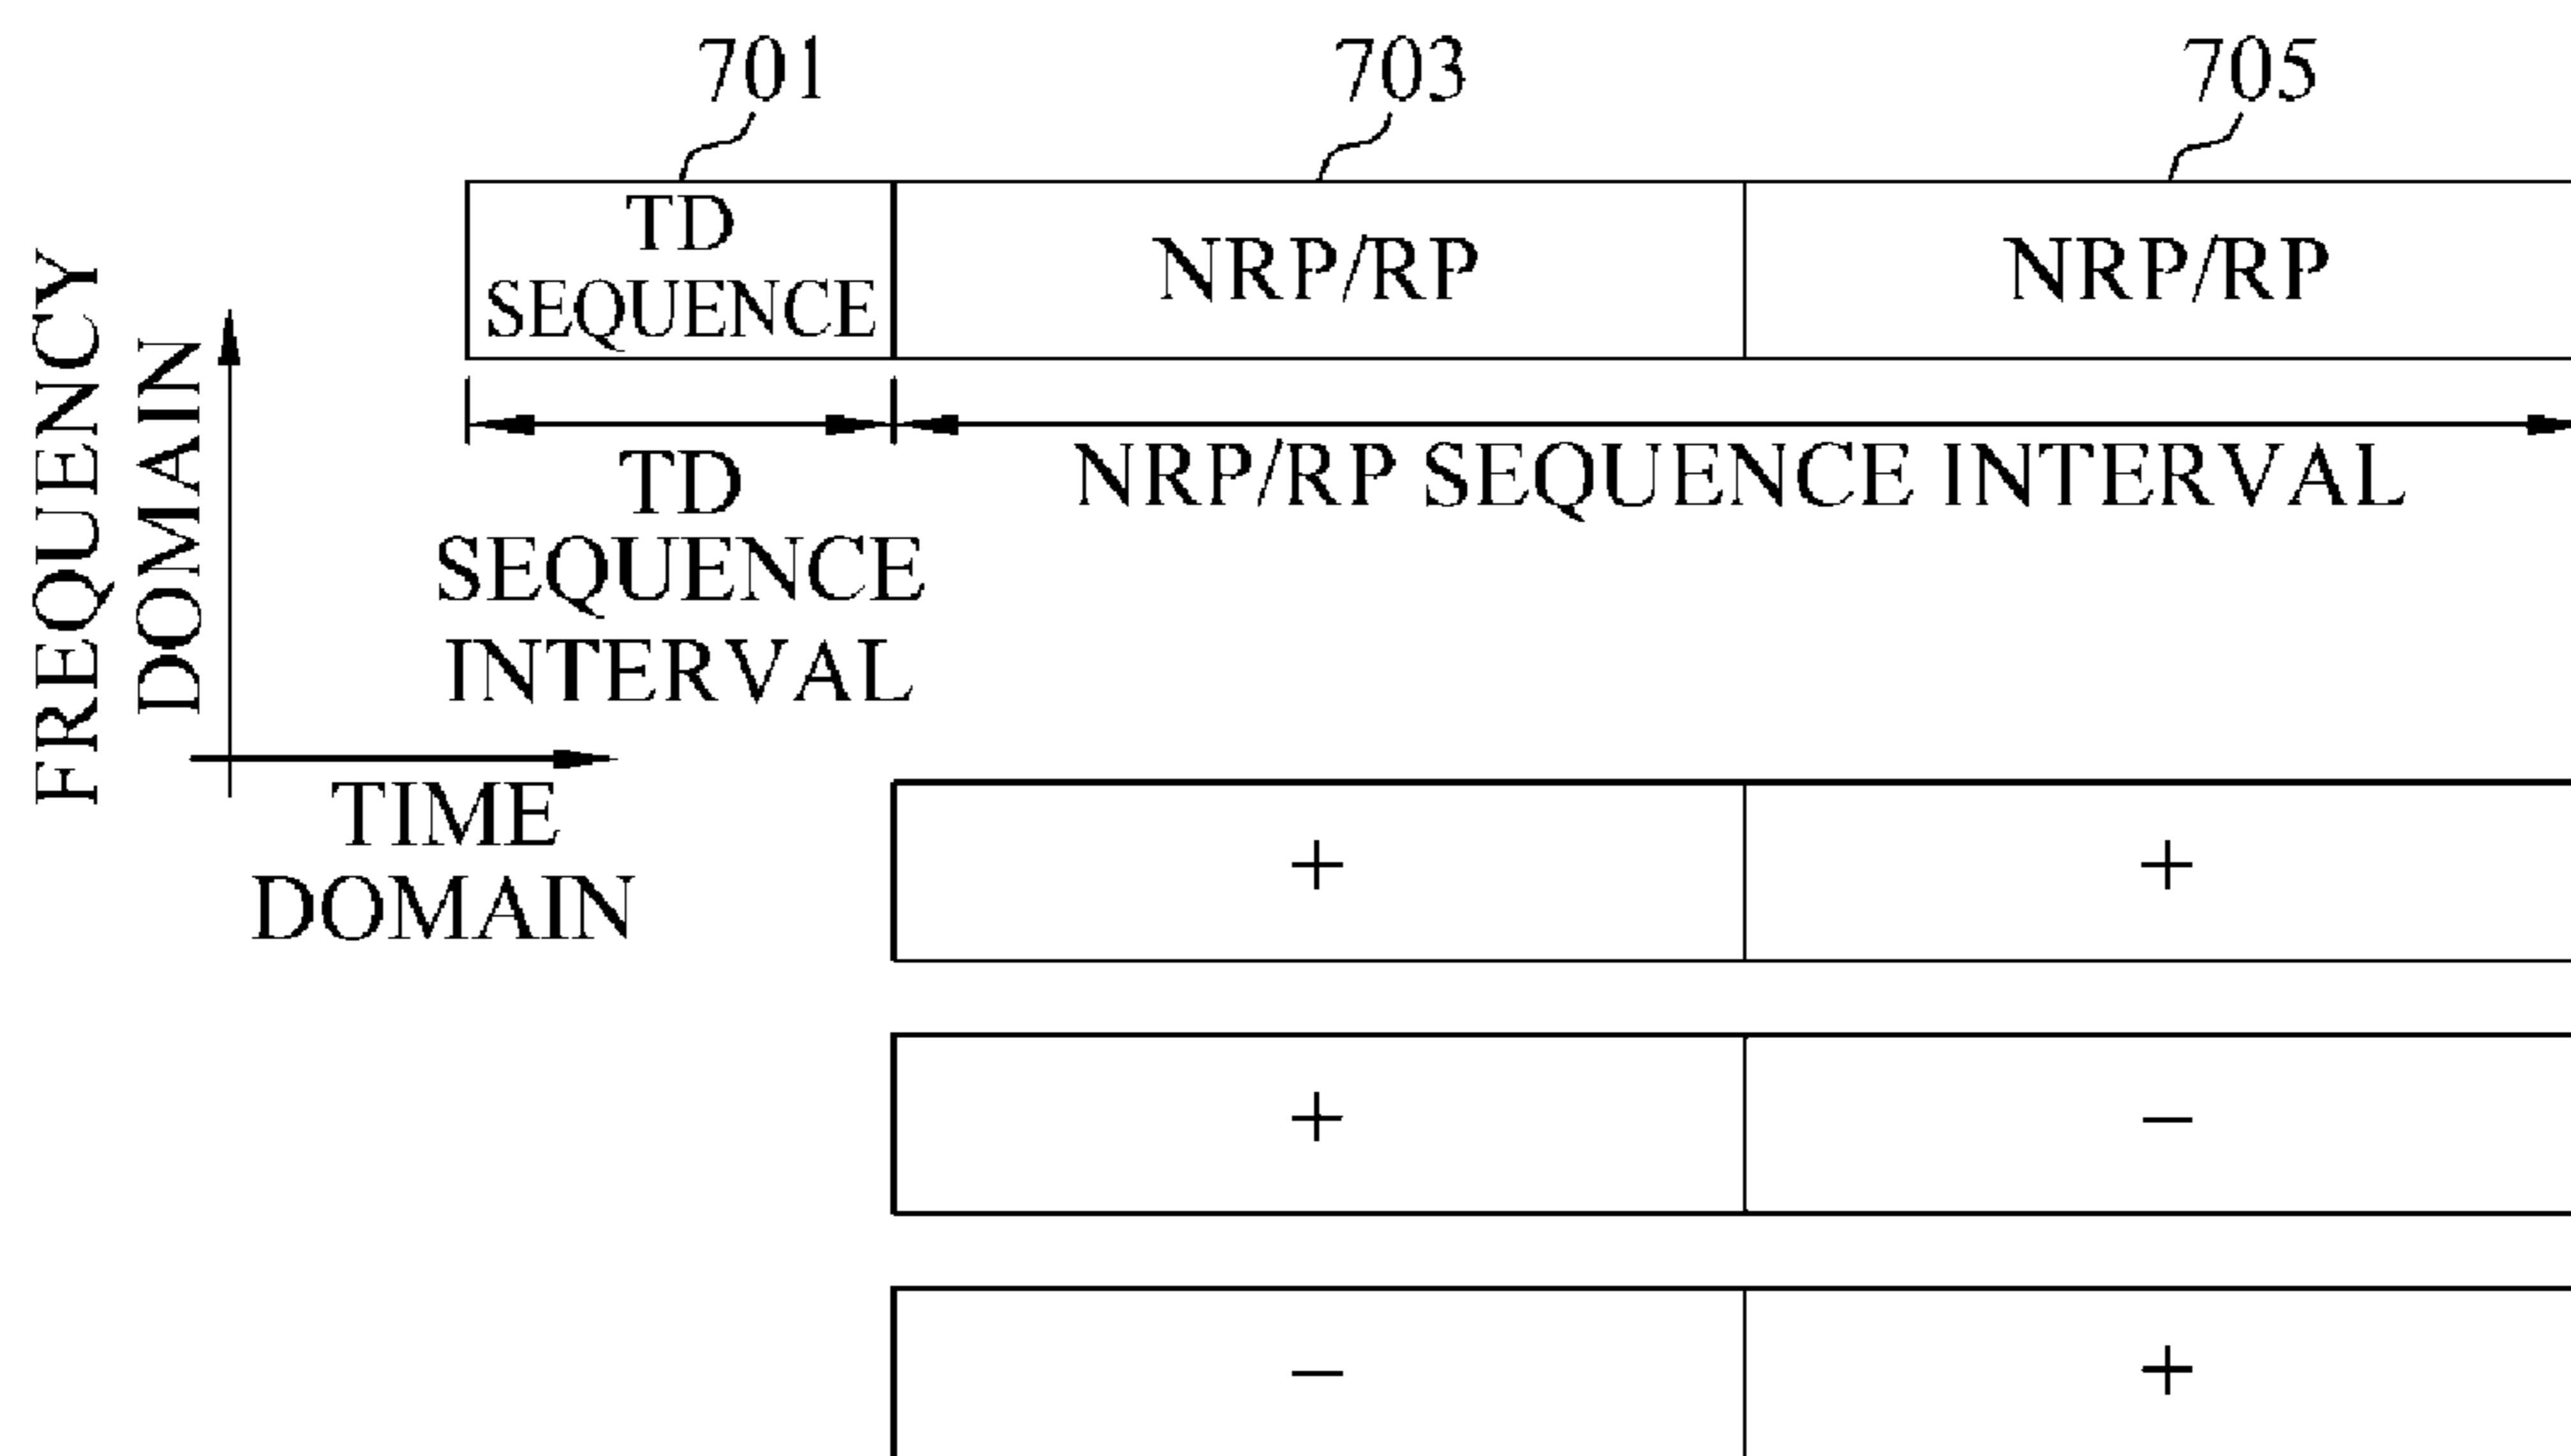 701
703
705
TD
SEQUENCE
NRP/RP
NRP/RP
FREQUENCY
DOMAIN
TD
SEQUENCE
INTERVAL
NRP/RP SEQUENCE INTERVAL
TIME
DOMAIN
+
+
+
−
−
+